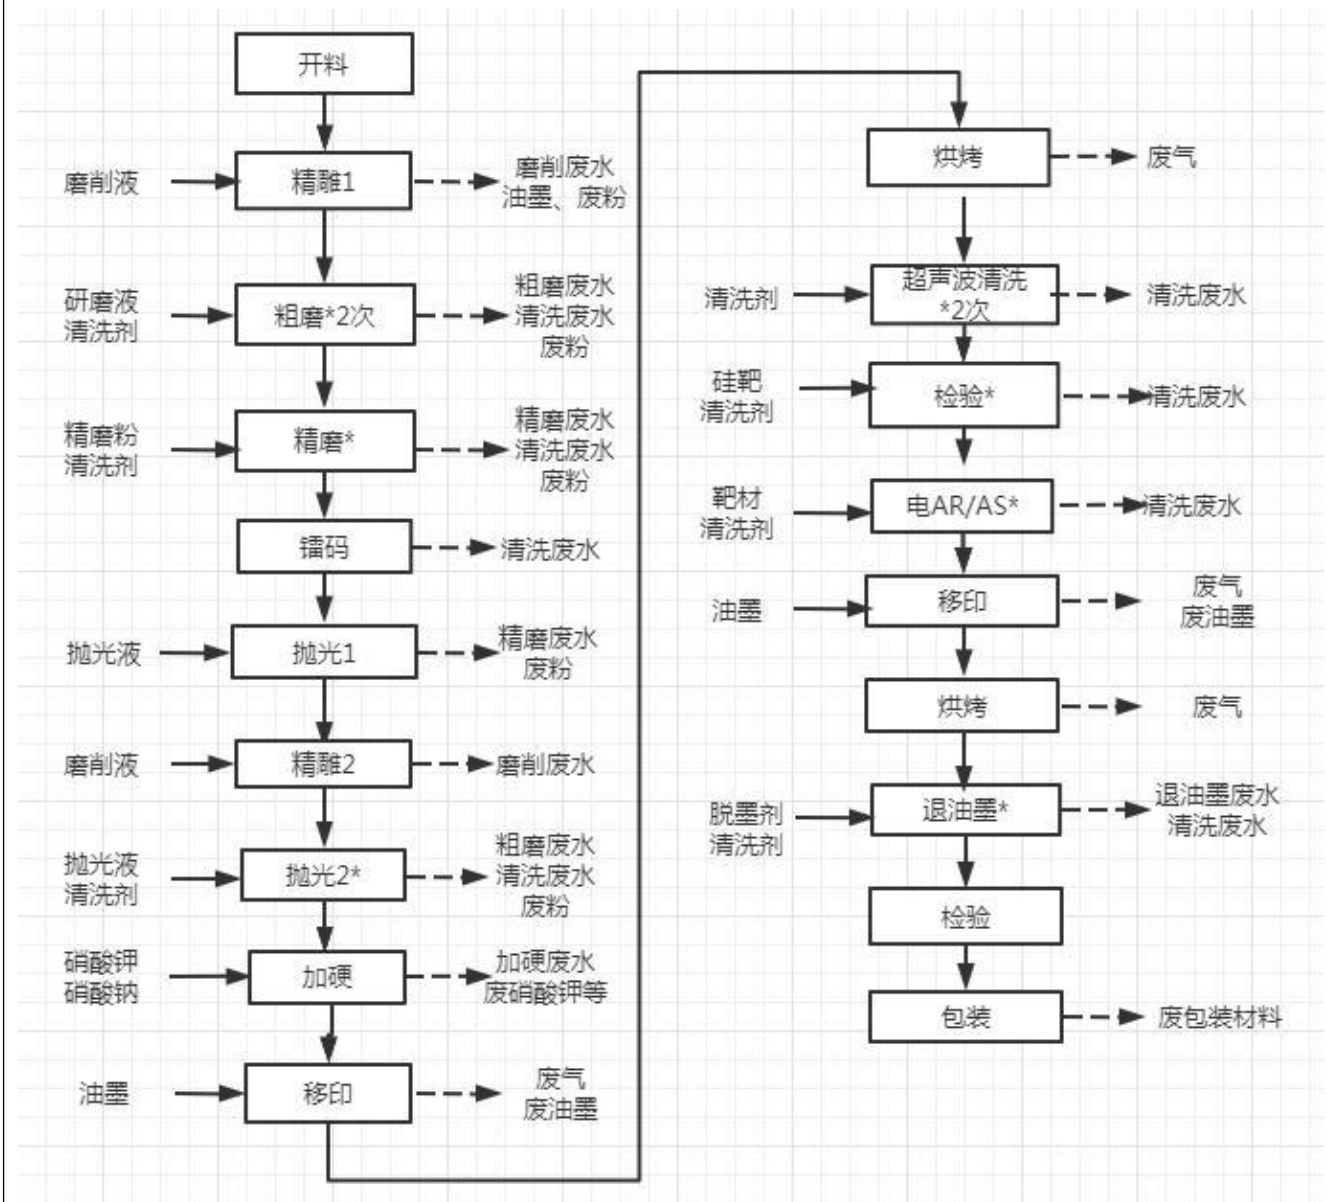 开料
磨削液
精雕1
磨削废水
油墨、废粉
研磨液
清洗剂
粗磨*2次
粗磨废水
清洗废水
废粉
精磨粉
清洗剂
精磨*
精磨废水
清洗废水
废粉
镭码
清洗废水
抛光液
抛光1
精磨废水
废粉
磨削液
精雕2
磨削废水
抛光液
清洗剂
抛光2*
粗磨废水
清洗废水
废粉
硝酸钾
硝酸钠
加硬
加硬废水
废硝酸钾等
油墨
移印
废气
废油墨
烘烤
废气
清洗剂
超声波清洗
*2次
清洗废水
硅靶
清洗剂
检验*
清洗废水
靶材
清洗剂
电AR/AS*
清洗废水
油墨
移印
废气
废油墨
烘烤
废气
脱墨剂
清洗剂
退油墨*
退油墨废水
清洗废水
检验
包装
废包装材料